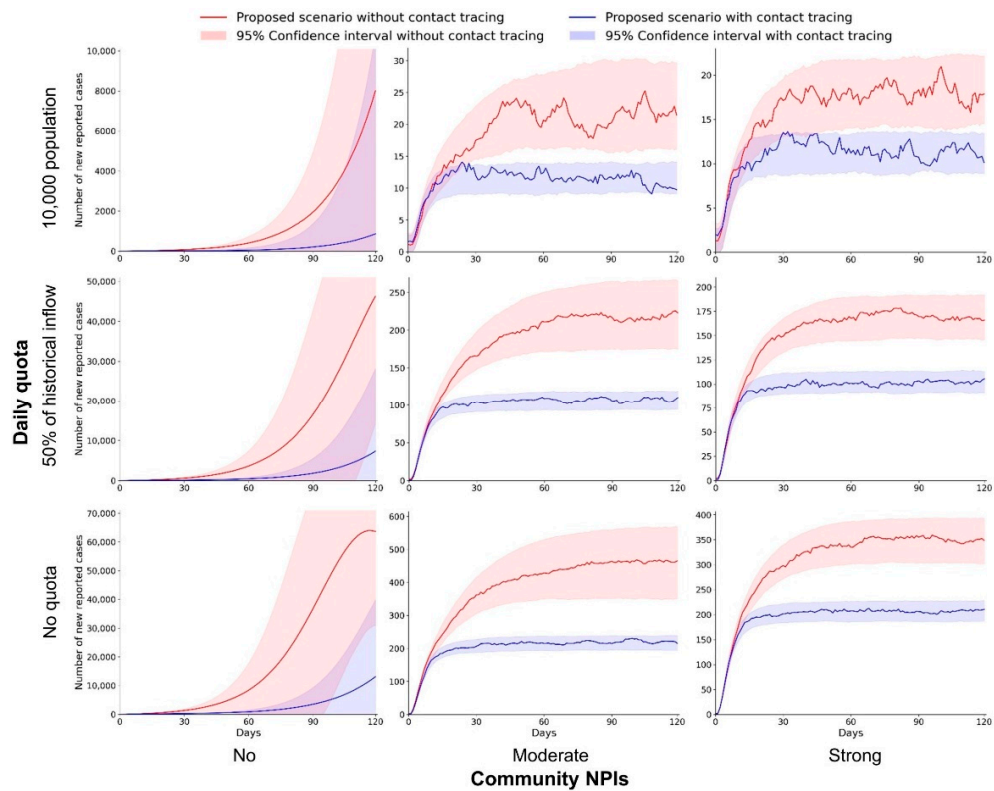 Proposed scenario without contact tracing
Proposed scenario with contact tracing
95% Confidence interval without contact tracing
95% Confidence interval with contact tracing
Daily quota
10,000 population
Number of new reported cases
10,000
8000
6000
4000
2000
0
0 30 60 90 120
30
25
20
15
10
5
0
0 30 60 90 120
20
15
10
5
0
0 30 60 90 120
50% of historical inflow
Number of new reported cases
50,000
40,000
30,000
20,000
10,000
0
0 30 60 90 120
250
200
150
100
50
0
0 30 60 90 120
200
175
150
125
100
75
50
25
0
0 30 60 90 120
No quota
Number of new reported cases
70,000
60,000
50,000
40,000
30,000
20,000
10,000
0
0 30 60 90 120
Days
600
500
400
300
200
100
0
0 30 60 90 120
Days
400
350
300
250
200
150
100
50
0
0 30 60 90 120
Days
No
Moderate
Strong
Community NPIs